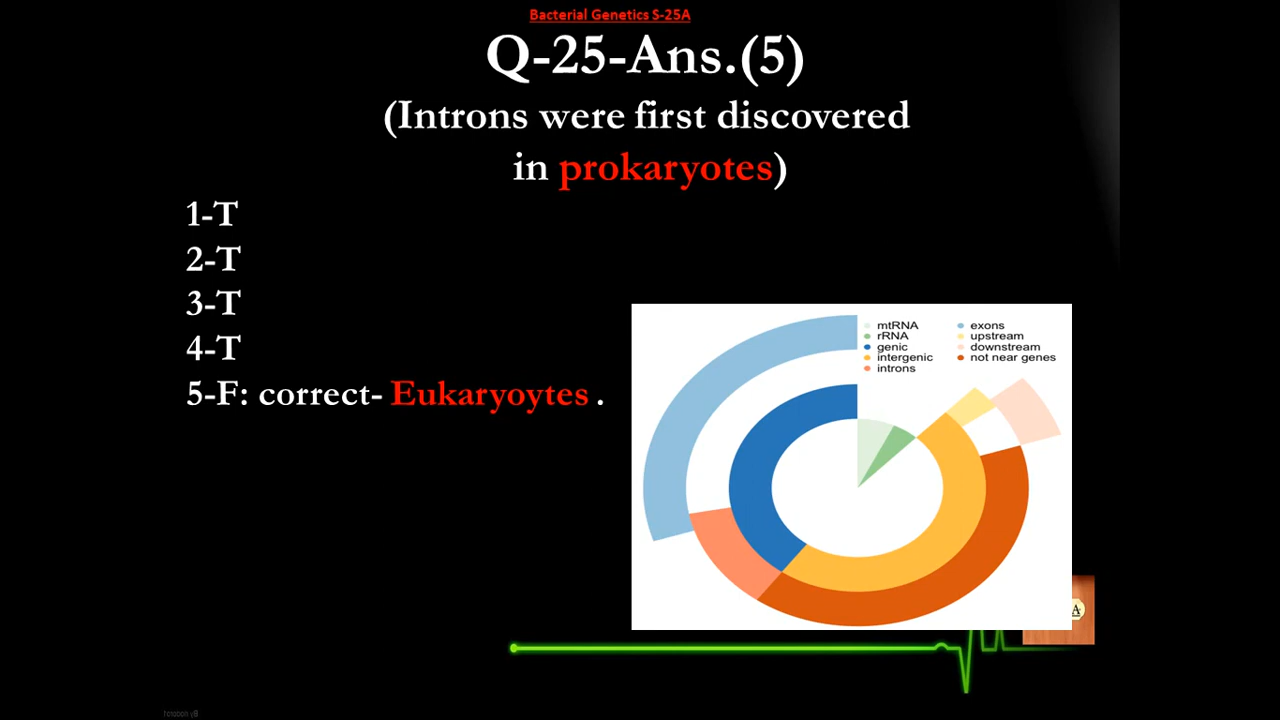 Bacterial Genetics S-25A
Q-25-Ans.(5)
(Introns were first discovered
in prokaryotes)
1-T
2-T
3-T
4-T
5-F: correct- Eukaryoytes .
mtRNA
rRNA
genic
intergenic
introns
exons
upstream
downstream
not near genes
A